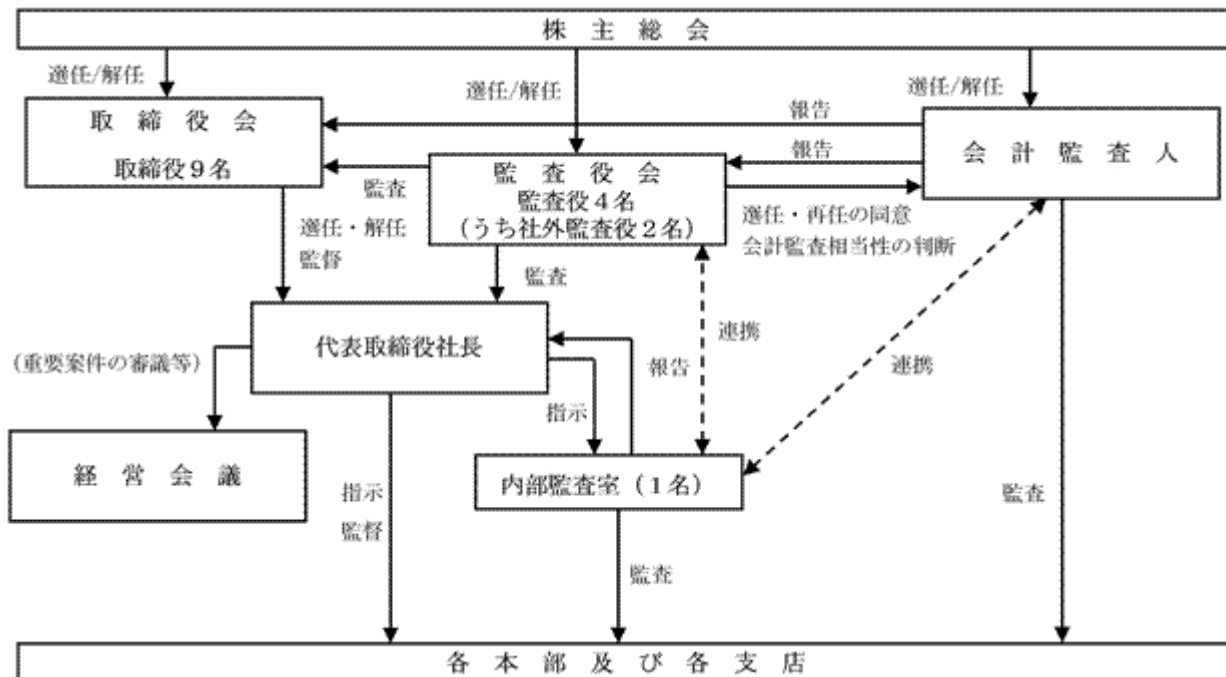 株主総会
選任/解任
選任/解任
選任/解任
取締役会
取締役9名
報告
会計監査人
報告
監査
監査役会
監査役4名
(うち社外監査役2名)
選任・再任の同意
会計監査相当性の判断
選任・解任
監督
監査
代表取締役社長
(重要案件の審議等)
連携
報告
連携
指示
経営会議
内部監査室(1名)
指示
監督
監査
監査
各本部及び各支店